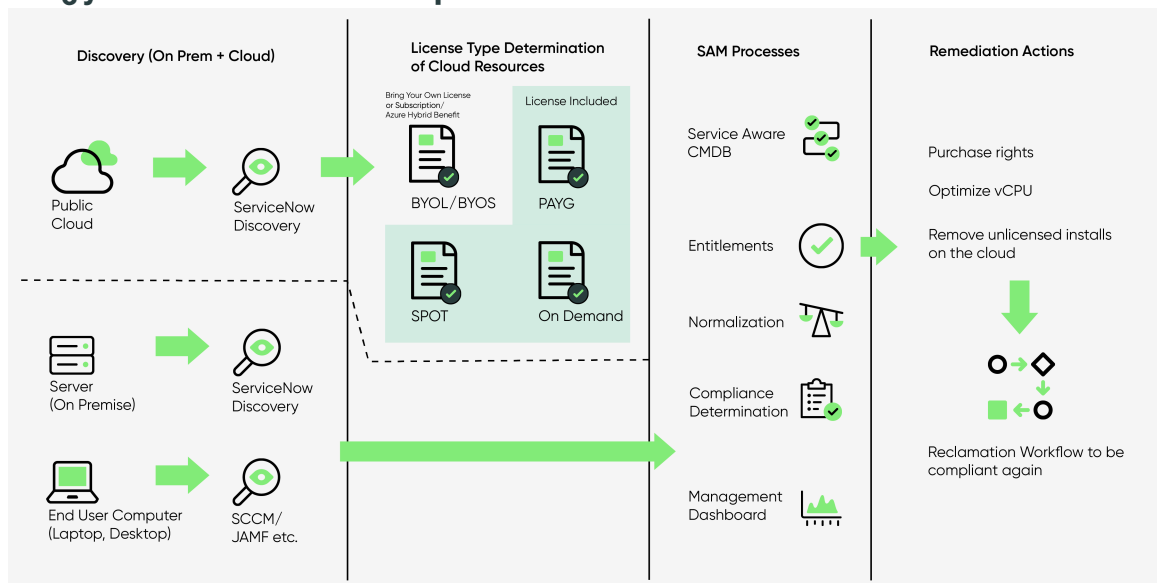 Discovery (On Prem + Cloud)
Public
Cloud
ServiceNow
Discovery
Server
(On Premise)
ServiceNow
Discovery
End User Computer
(Laptop, Desktop)
SCCM/
JAMF etc.
License Type Determination
of Cloud Resources
Bring Your Own License
or Subscription/
Azure Hybrid Benefit
BYOL/BYOS
License Included
PAYG
SPOT
On Demand
SAM Processes
Service Aware
CMDB
Entitlements
Normalization
Compliance
Determination
Management
Dashboard
Remediation Actions
Purchase rights
Optimize vCPU
Remove unlicensed installs
on the cloud
Reclamation Workflow to be
compliant again